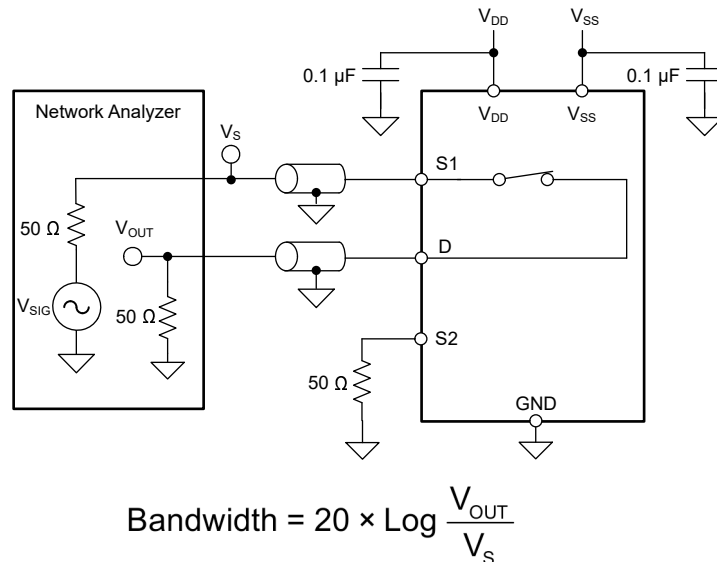 V_DD V_SS
0.1 µF 0.1 µF
Network Analyzer
V_DD V_SS
V_S
S1
50 Ω
V_OUT
D
V_SIG
50 Ω
S2
50 Ω
GND
Bandwidth = 20 × Log V_OUT / V_S